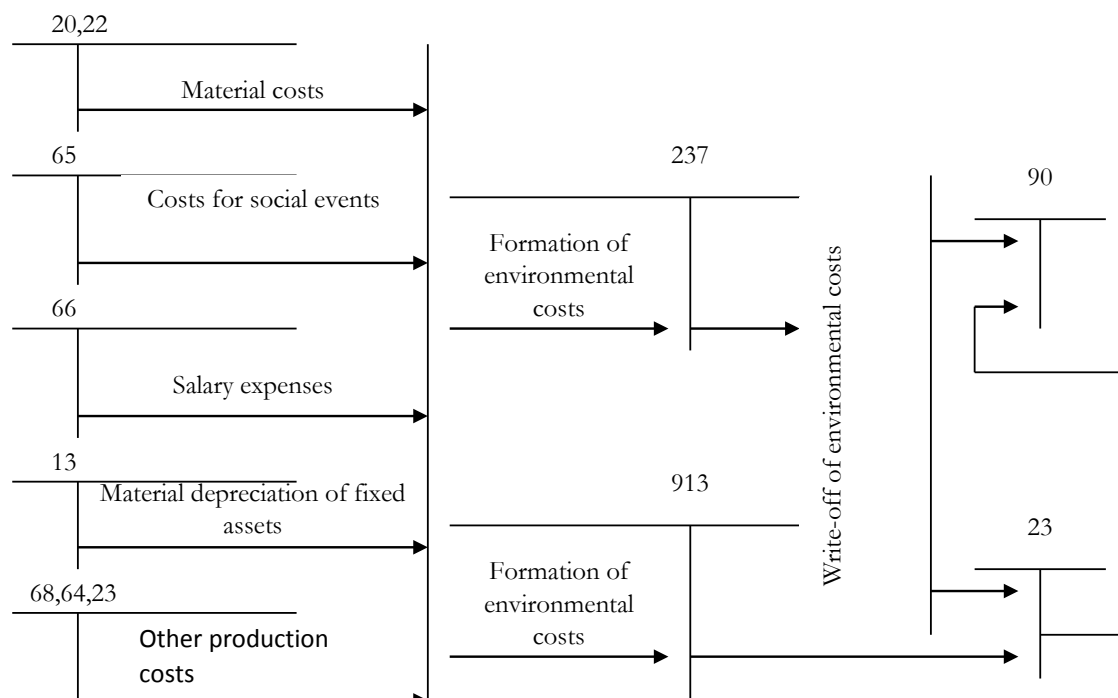 20,22
Material costs
65
Costs for social events
66
Salary expenses
13
Material depreciation of fixed
assets
68,64,23
Other production
costs
237
Formation of
environmental
costs
913
Formation of
environmental
costs
Write-off of environmental costs
90
23